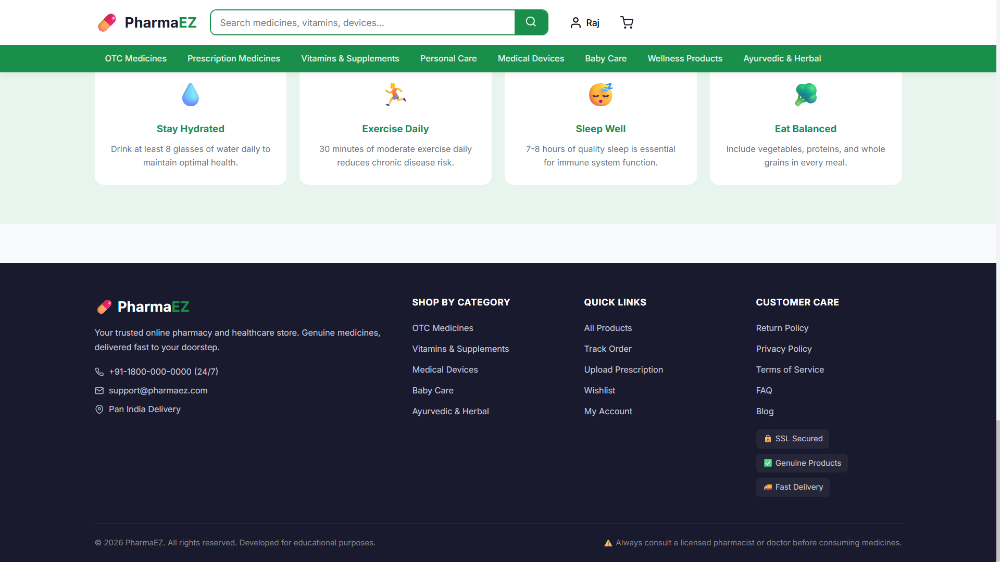 PharmaEZ
Search medicines, vitamins, devices...
Raj
OTC Medicines
Prescription Medicines
Vitamins & Supplements
Personal Care
Medical Devices
Baby Care
Wellness Products
Ayurvedic & Herbal
Stay Hydrated
Drink at least 8 glasses of water daily to
maintain optimal health.
Exercise Daily
30 minutes of moderate exercise daily
reduces chronic disease risk.
Sleep Well
7-8 hours of quality sleep is essential
for immune system function.
Eat Balanced
Include vegetables, proteins, and whole
grains in every meal.
PharmaEZ
Your trusted online pharmacy and healthcare store. Genuine medicines,
delivered fast to your doorstep.
+91-1800-000-0000 (24/7)
support@pharmaez.com
Pan India Delivery
SHOP BY CATEGORY
OTC Medicines
Vitamins & Supplements
Medical Devices
Baby Care
Ayurvedic & Herbal
QUICK LINKS
All Products
Track Order
Upload Prescription
Wishlist
My Account
CUSTOMER CARE
Return Policy
Privacy Policy
Terms of Service
FAQ
Blog
SSL Secured
Genuine Products
Fast Delivery
© 2026 PharmaEZ. All rights reserved. Developed for educational purposes.
Always consult a licensed pharmacist or doctor before consuming medicines.